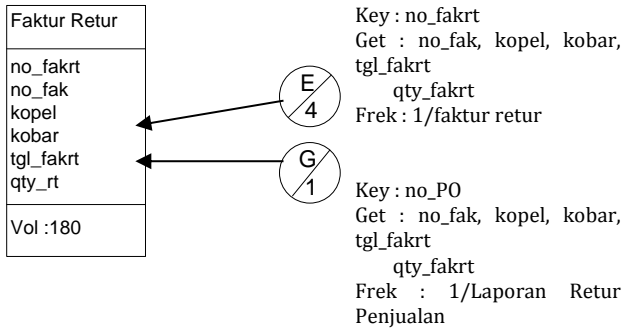 Faktur Retur
no_fakrt
no_fak
kopel
kobar
tgl_fakrt
qty_rt
Vol :180
E
4
G
1
Key : no_fakrt
Get : no_fak, kopel, kobar,
tgl_fakrt
qty_fakrt
Frek : 1/faktur retur
Key : no_PO
Get : no_fak, kopel, kobar,
tgl_fakrt
qty_fakrt
Frek : 1/Laporan Retur
Penjualan